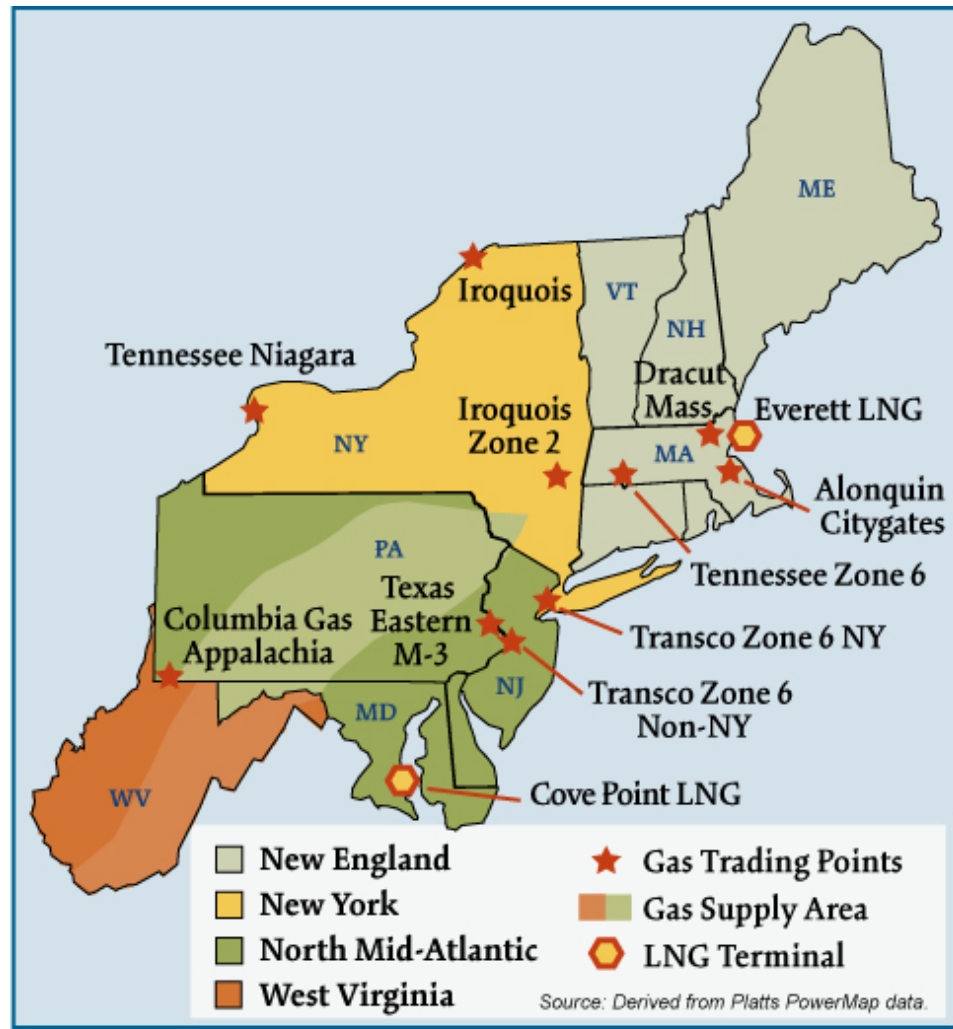 ME
VT
Iroquois
NH
Tennessee Niagara
Dracut
Mass.
Everett LNG
Iroquois
Zone 2
NY
MA
Alonquin
Citygates
PA
Tennessee Zone 6
Texas
Eastern
M-3
Columbia Gas
Appalachia
Transco Zone 6 NY
NJ
Transco Zone 6
Non-NY
MD
WV
Cove Point LNG
New England
New York
North Mid-Atlantic
West Virginia
Gas Trading Points
Gas Supply Area
LNG Terminal
Source: Derived from Platts PowerMap data.